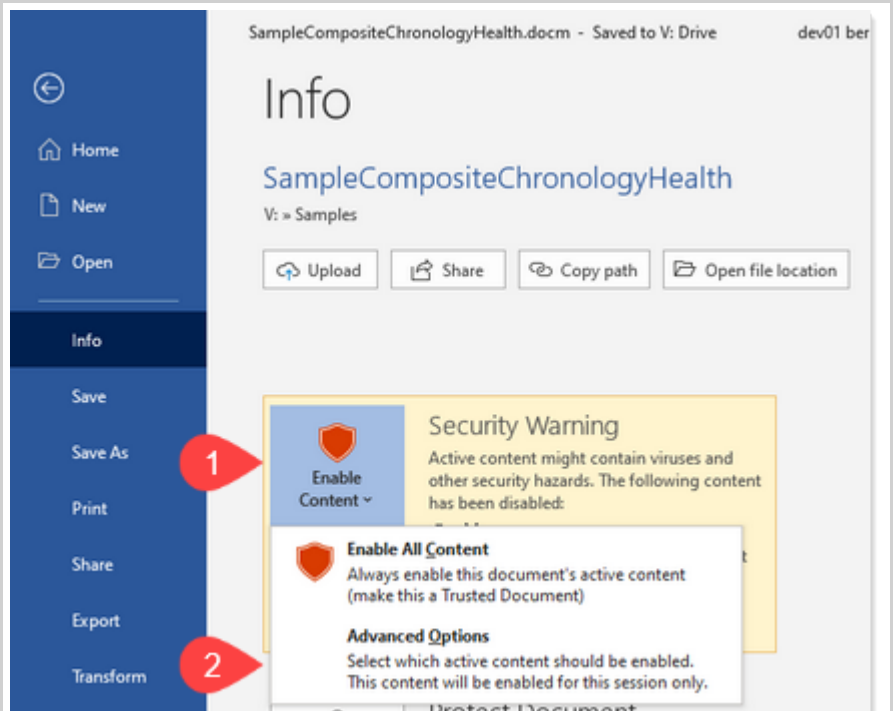 SampleCompositeChronologyHealth.docm - Saved to V: Drive
dev01 ber
Info
Home
New
Open
Info
Save
Save As
Print
Share
Export
Transform
SampleCompositeChronologyHealth
V: » Samples
Upload
Share
Copy path
Open file location
1
Enable
Content
Security Warning
Active content might contain viruses and
other security hazards. The following content
has been disabled:
Enable All Content
Always enable this document's active content
(make this a Trusted Document)
2
Advanced Options
Select which active content should be enabled.
This content will be enabled for this session only.
Protect Document